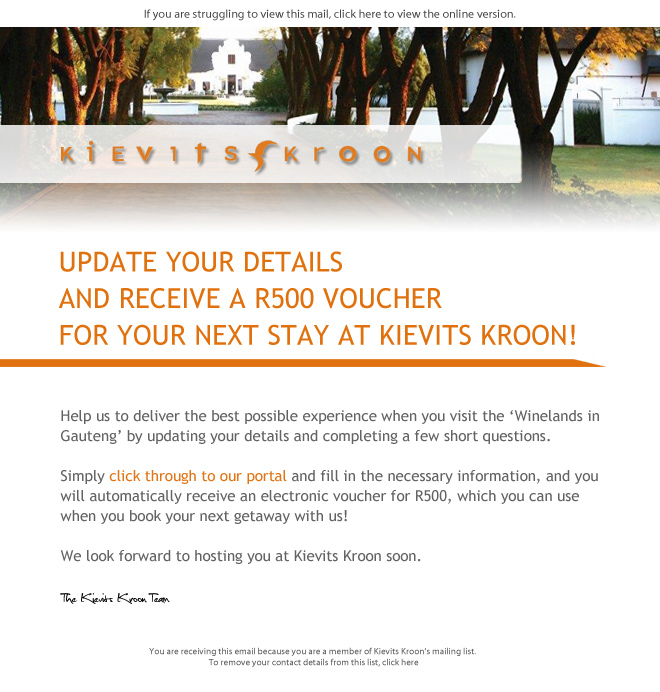 If you are struggling to view this mail, click here to view the online version.
KiEVITS KrOON
UPDATE YOUR DETAILS
AND RECEIVE A R500 VOUCHER
FOR YOUR NEXT STAY AT KIEVITS KROON!
Help us to deliver the best possible experience when you visit the ‘Winelands in
Gauteng’ by updating your details and completing a few short questions.
Simply click through to our portal and fill in the necessary information, and you
will automatically receive an electronic voucher for R500, which you can use
when you book your next getaway with us!
We look forward to hosting you at Kievits Kroon soon.
The Kievits Kroon Team
You are receiving this email because you are a member of Kievits Kroon's mailing list.
To remove your contact details from this list, click here